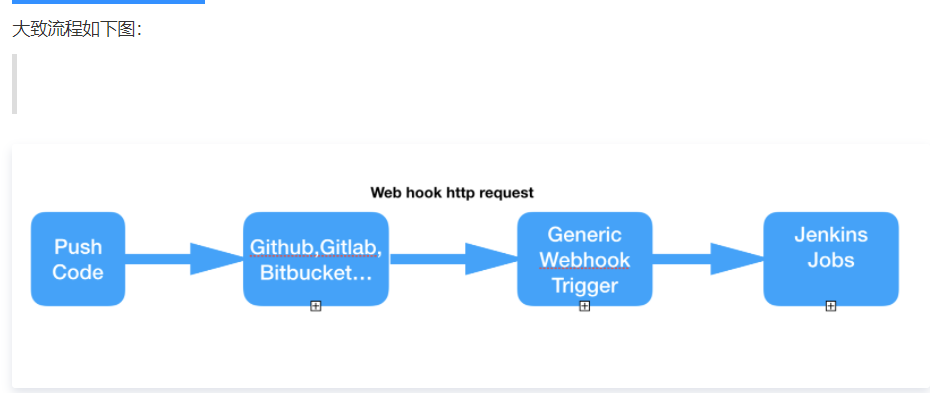 大致流程如下图：
Web hook http request
Push
Code
Github,Gitlab,
Bitbucket...
Generic
Webhook
Trigger
Jenkins
Jobs